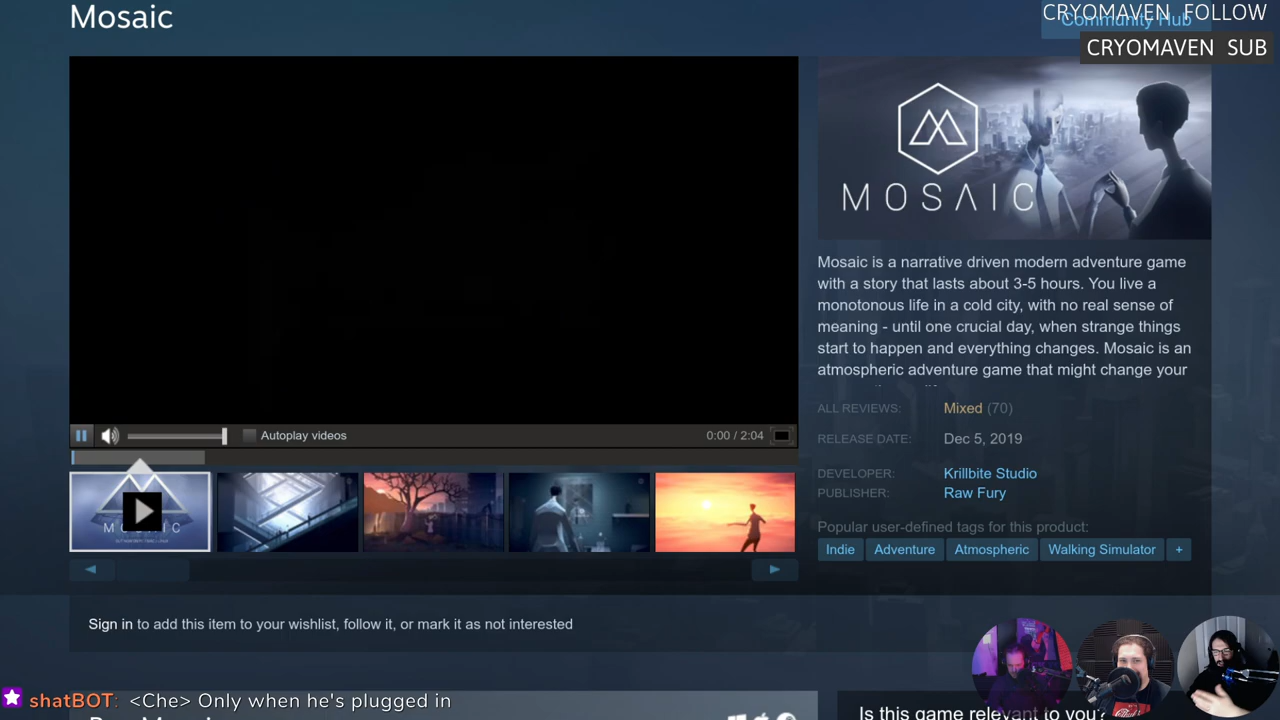 Mosaic
Community Hub
CRYOMAVEN FOLLOW
CRYOMAVEN SUB
MOSAIC
Mosaic is a narrative driven modern adventure game
with a story that lasts about 3-5 hours. You live a
monotonous life in a cold city, with no real sense of
meaning - until one crucial day, when strange things
start to happen and everything changes. Mosaic is an
atmospheric adventure game that might change your
ALL REVIEWS: Mixed (70)
RELEASE DATE: Dec 5, 2019
DEVELOPER: Krillbite Studio
PUBLISHER: Raw Fury
Popular user-defined tags for this product:
Indie Adventure Atmospheric Walking Simulator +
Autoplay videos 0:00 / 2:04
Sign in to add this item to your wishlist, follow it, or mark it as not interested
shatBOT: <Che> Only when he's plugged in
Is this game relevant to you?